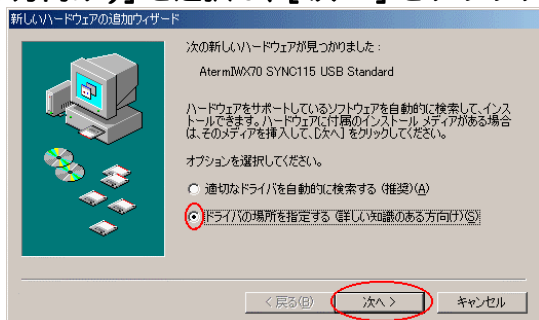 新しいハードウェアの追加ウィザード
次の新しいハードウェアが見つかりました :
AtermIWX70 SYNC115 USB Standard
ハードウェアをサポートしているソフトウェアを自動的に検索して、インス
トールできます。ハードウェアに付属のインストール メディアがある場合
は、そのメディアを挿入して、[次へ] をクリックしてください。
オプションを選択してください。
適切なドライバを自動的に検索する (推奨)(A)
ドライバの場所を指定する (詳しい知識のある方向け)(S)
< 戻る(B)
次へ >
キャンセル